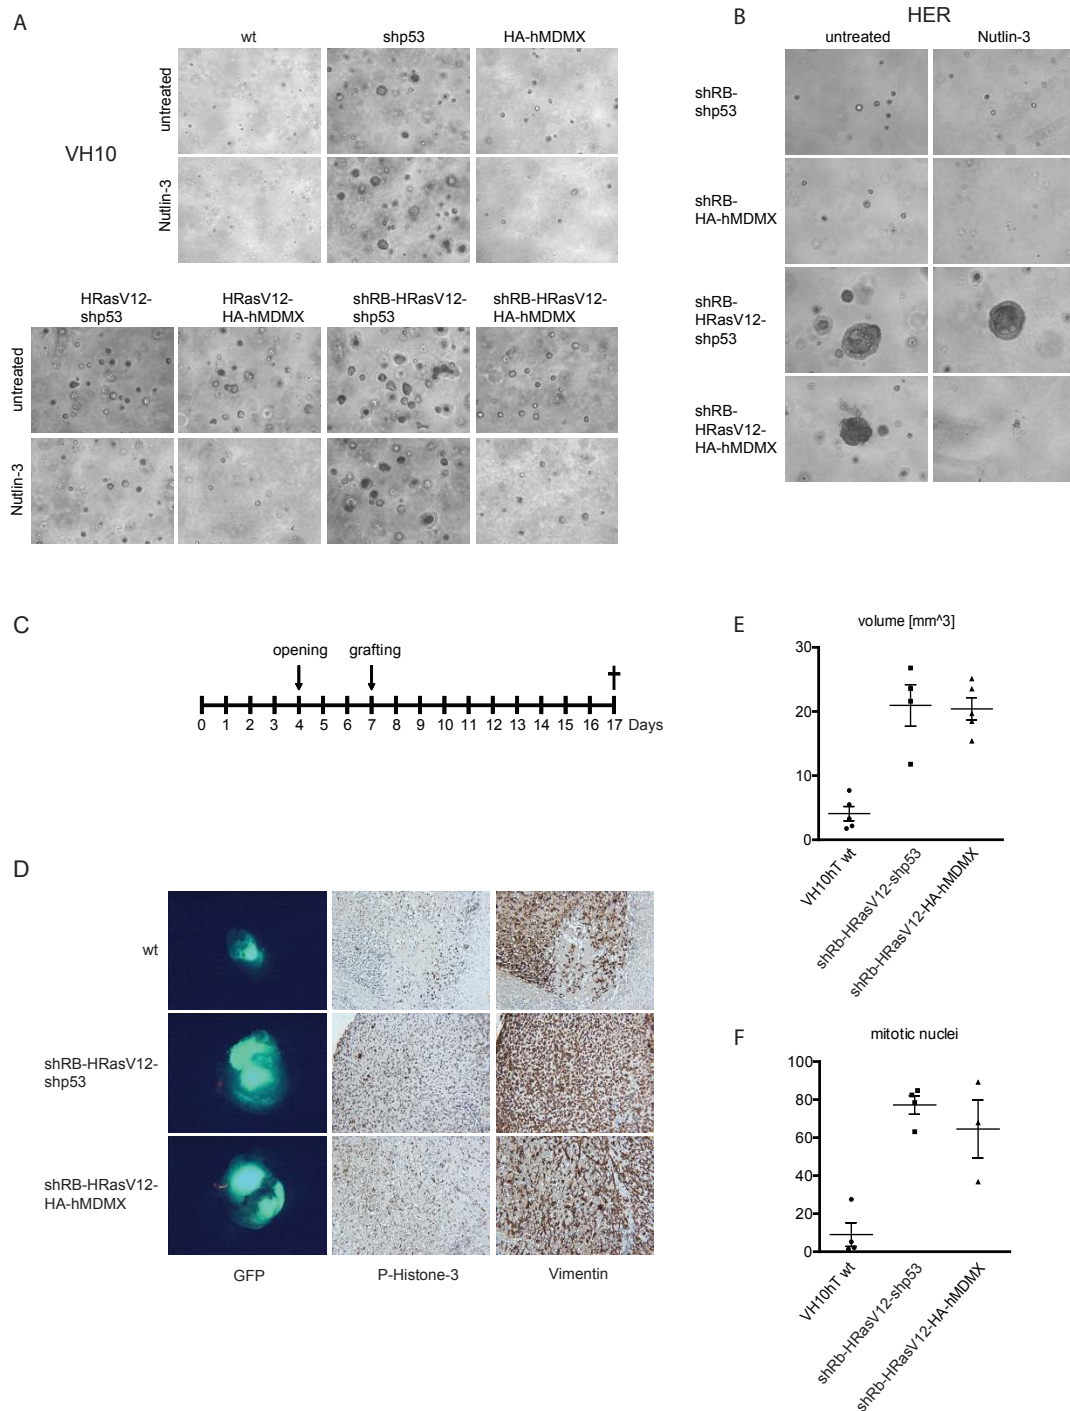 A
wt
shp53
HA-hMDMX
untreated
VH10
Nutlin-3
HRasV12-
shp53
HRasV12-
HA-hMDMX
shRB-HRasV12-
shp53
shRB-HRasV12-
HA-hMDMX
untreated
Nutlin-3
B
HER
untreated
Nutlin-3
shRB-
shp53
shRB-
HA-hMDMX
shRB-
HRasV12-
shp53
shRB-
HRasV12-
HA-hMDMX
C
opening
grafting
0 1 2 3 4 5 6 7 8 9 10 11 12 13 14 15 16 17 Days
D
wt
shRB-HRasV12-
shp53
shRB-HRasV12-
HA-hMDMX
GFP
P-Histone-3
Vimentin
E
volume [mm^3]
30
20
10
0
VH10hT wt
shRb-HRasV12-shp53
shRb-HRasV12-HA-hMDMX
F
mitotic nuclei
100
80
60
40
20
0
VH10hT wt
shRb-HRasV12-shp53
shRb-HRasV12-HA-hMDMX